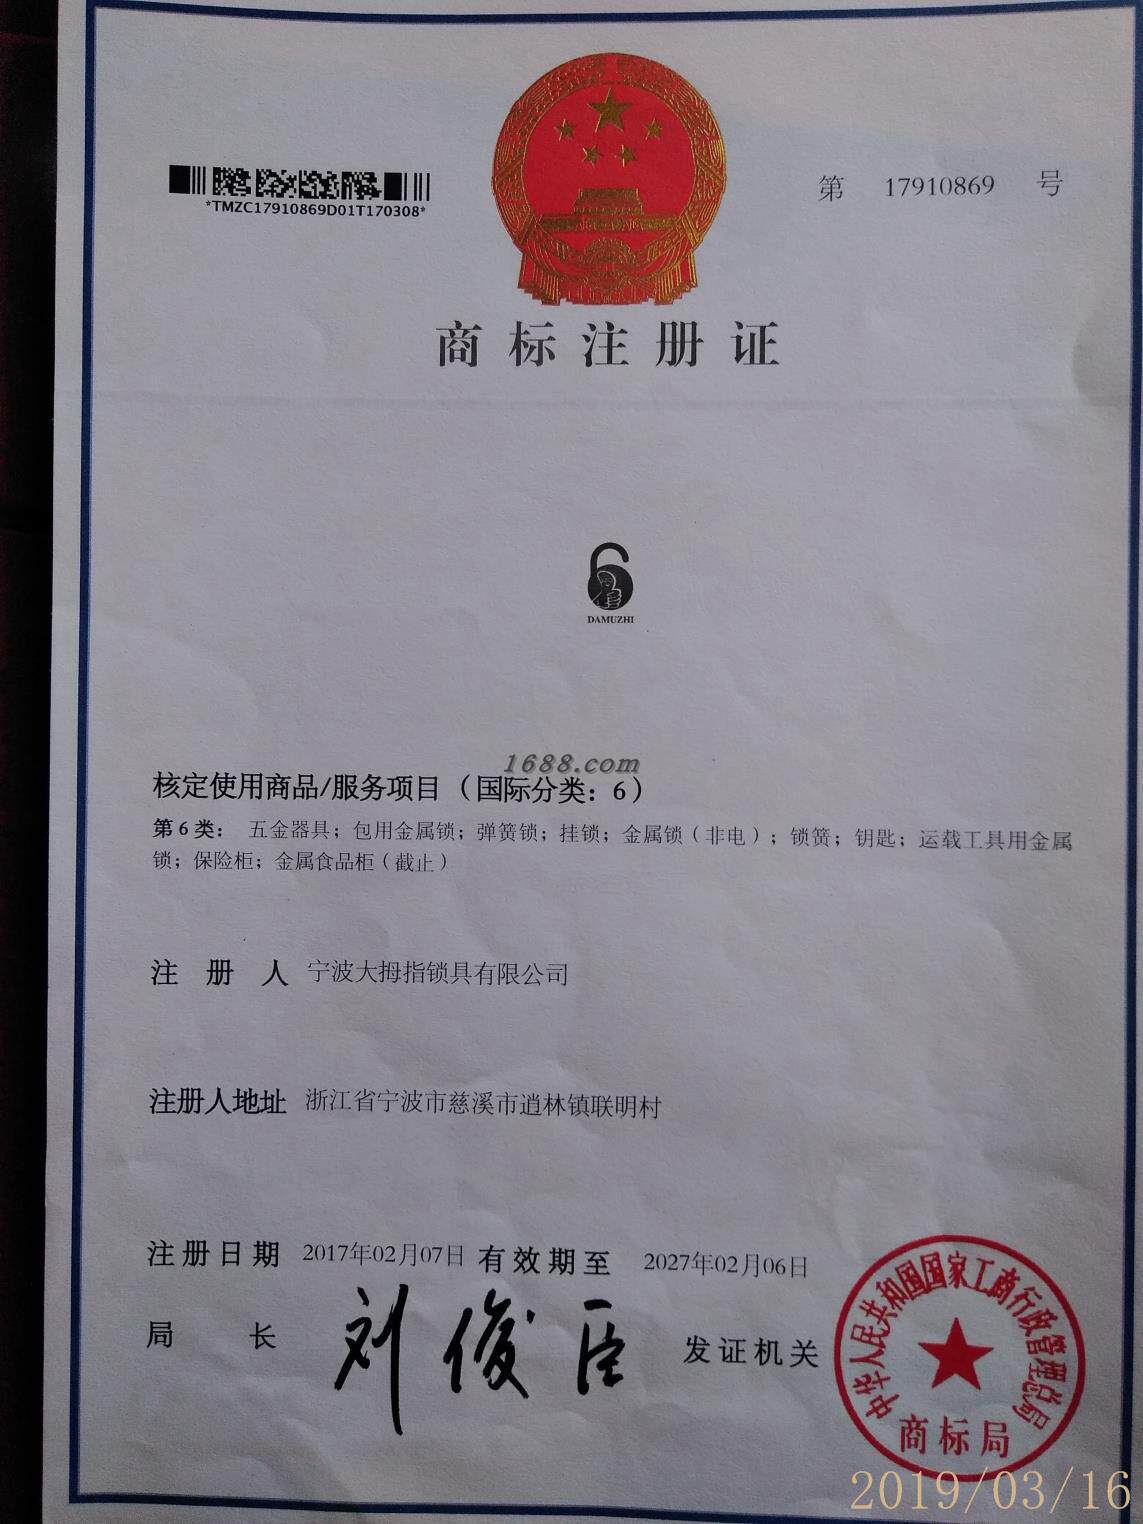 *TMZC17910869D01T170308*
第 17910869 号
商标注册证
DAMUZHI
1688.com
核定使用商品/服务项目（国际分类：6）
第6类：五金器具；包用金属锁；弹簧锁；挂锁；金属锁（非电）；锁簧；钥匙；运载工具用金属
锁；保险柜；金属食品柜（截止）
注册人 宁波大拇指锁具有限公司
注册人地址 浙江省宁波市慈溪市逍林镇联明村
注册日期 2017年02月07日 有效期至 2027年02月06日
局长 刘俊臣 发证机关
中华人民共和国国家工商行政管理总局
商标局
2019/03/16